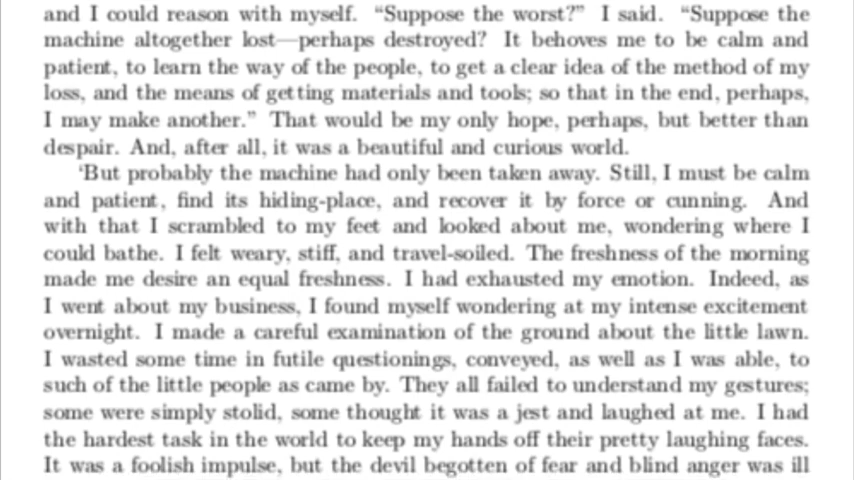 and I could reason with myself. “Suppose the worst?” I said. “Suppose the
machine altogether lost—perhaps destroyed? It behoves me to be calm and
patient, to learn the way of the people, to get a clear idea of the method of my
loss, and the means of getting materials and tools; so that in the end, perhaps,
I may make another.” That would be my only hope, perhaps, but better than
despair. And, after all, it was a beautiful and curious world.
‘But probably the machine had only been taken away. Still, I must be calm
and patient, find its hiding-place, and recover it by force or cunning. And
with that I scrambled to my feet and looked about me, wondering where I
could bathe. I felt weary, stiff, and travel-soiled. The freshness of the morning
made me desire an equal freshness. I had exhausted my emotion. Indeed, as
I went about my business, I found myself wondering at my intense excitement
overnight. I made a careful examination of the ground about the little lawn.
I wasted some time in futile questionings, conveyed, as well as I was able, to
such of the little people as came by. They all failed to understand my gestures;
some were simply stolid, some thought it was a jest and laughed at me. I had
the hardest task in the world to keep my hands off their pretty laughing faces.
It was a foolish impulse, but the devil begotten of fear and blind anger was ill